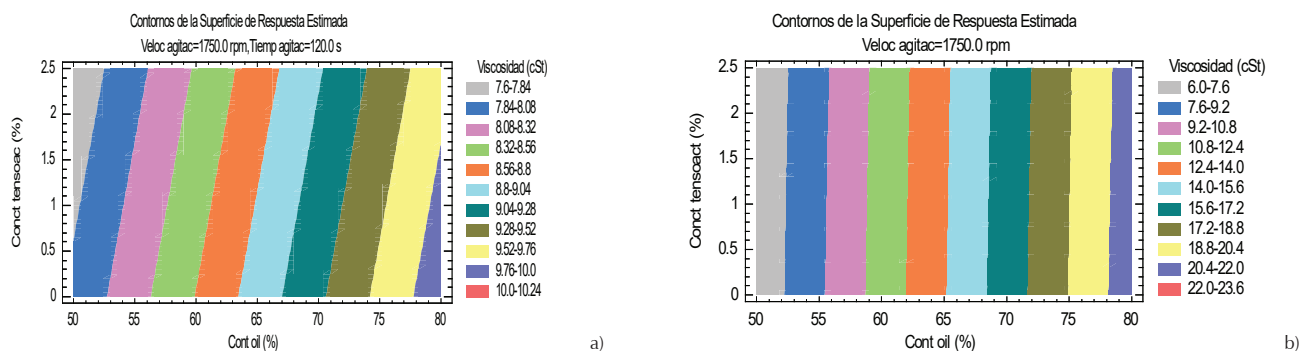 Contornos de la Superficie de Respuesta Estimada
Veloc agitac=1750.0 rpm,Tiemp agitac=120.0 s
Conct tensoac (%)
2.5
2
1.5
1
0.5
0
50 55 60 65 70 75 80
Cont oil (%)
Viscosidad (cSt)
7.6-7.84
7.84-8.08
8.08-8.32
8.32-8.56
8.56-8.8
8.8-9.04
9.04-9.28
9.28-9.52
9.52-9.76
9.76-10.0
10.0-10.24
a)
Contornos de la Superficie de Respuesta Estimada
Veloc agitac=1750.0 rpm
Conct tensoact (%)
2.5
2
1.5
1
0.5
0
50 55 60 65 70 75 80
Cont oil (%)
Viscosidad (cSt)
6.0-7.6
7.6-9.2
9.2-10.8
10.8-12.4
12.4-14.0
14.0-15.6
15.6-17.2
17.2-18.8
18.8-20.4
20.4-22.0
22.0-23.6
b)